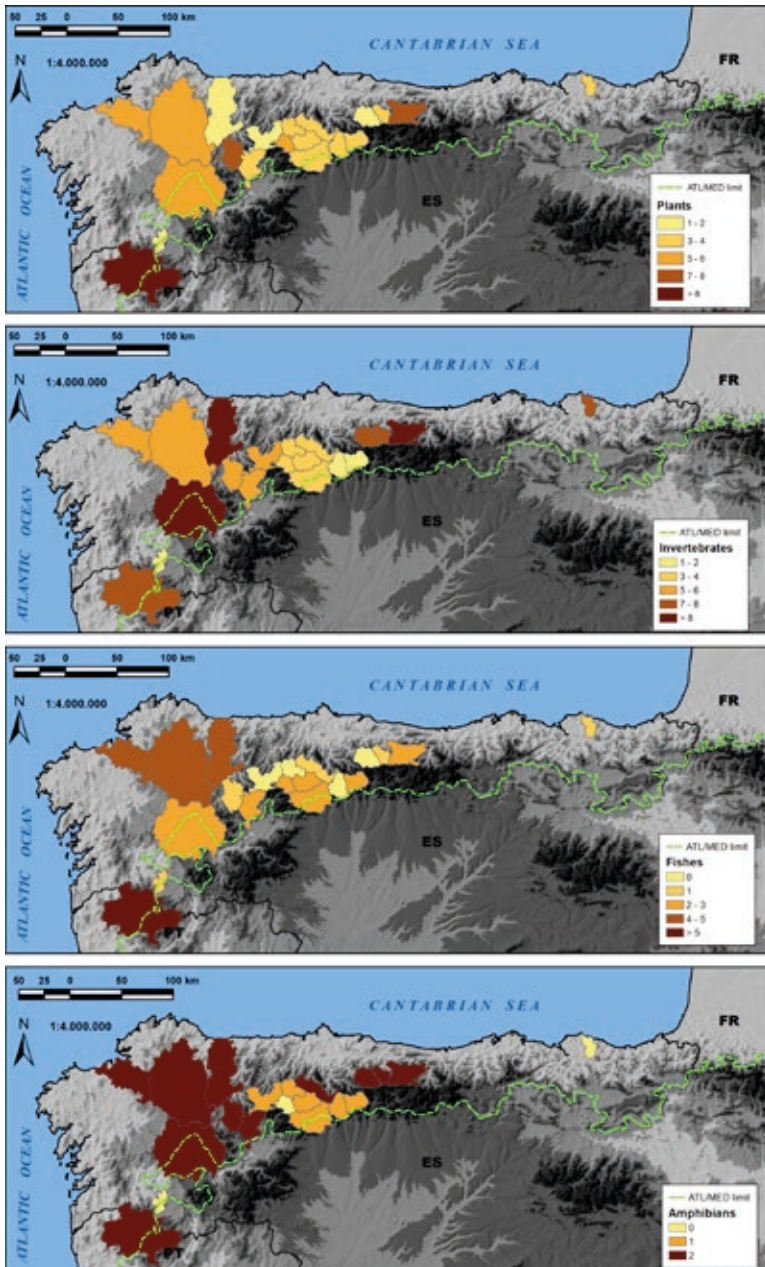 50 25 0 50 100 km
CANTABRIAN SEA
FR
N
1:4.000.000
ATLANTIC OCEAN
ES
PT
ATL/MED limit
Plants
1 - 2
3 - 4
5 - 6
7 - 8
> 8
50 25 0 50 100 km
CANTABRIAN SEA
FR
N
1:4.000.000
ATLANTIC OCEAN
ES
PT
ATL/MED limit
Invertebrates
1 - 2
3 - 4
5 - 6
7 - 8
> 8
50 25 0 50 100 km
CANTABRIAN SEA
FR
N
1:4.000.000
ATLANTIC OCEAN
ES
PT
ATL/MED limit
Fishes
0
1
2 - 3
4 - 5
> 5
50 25 0 50 100 km
CANTABRIAN SEA
FR
N
1:4.000.000
ATLANTIC OCEAN
ES
PT
ATL/MED limit
Amphibians
0
1
2